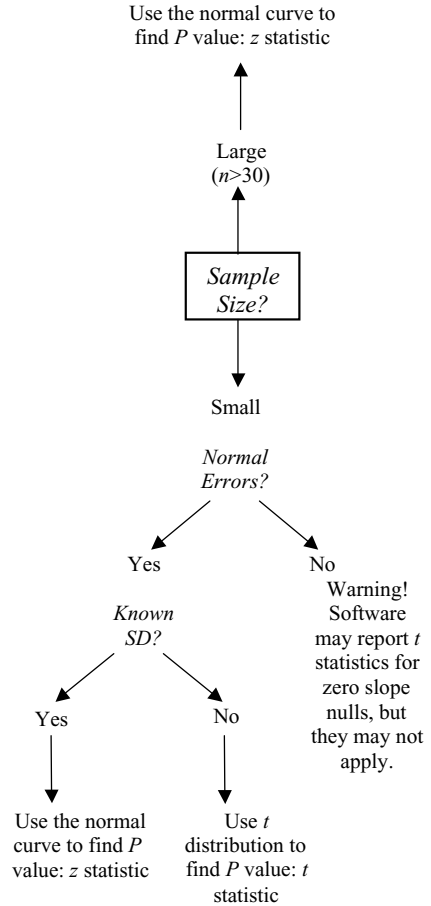 Use the normal curve to
find P value: z statistic
Large
(n>30)
Sample
Size?
Small
Normal
Errors?
Yes
No
Warning!
Software
may report t
statistics for
zero slope
nulls, but
they may not
apply.
Known
SD?
Yes
No
Use the normal
curve to find P
value: z statistic
Use t
distribution to
find P value: t
statistic